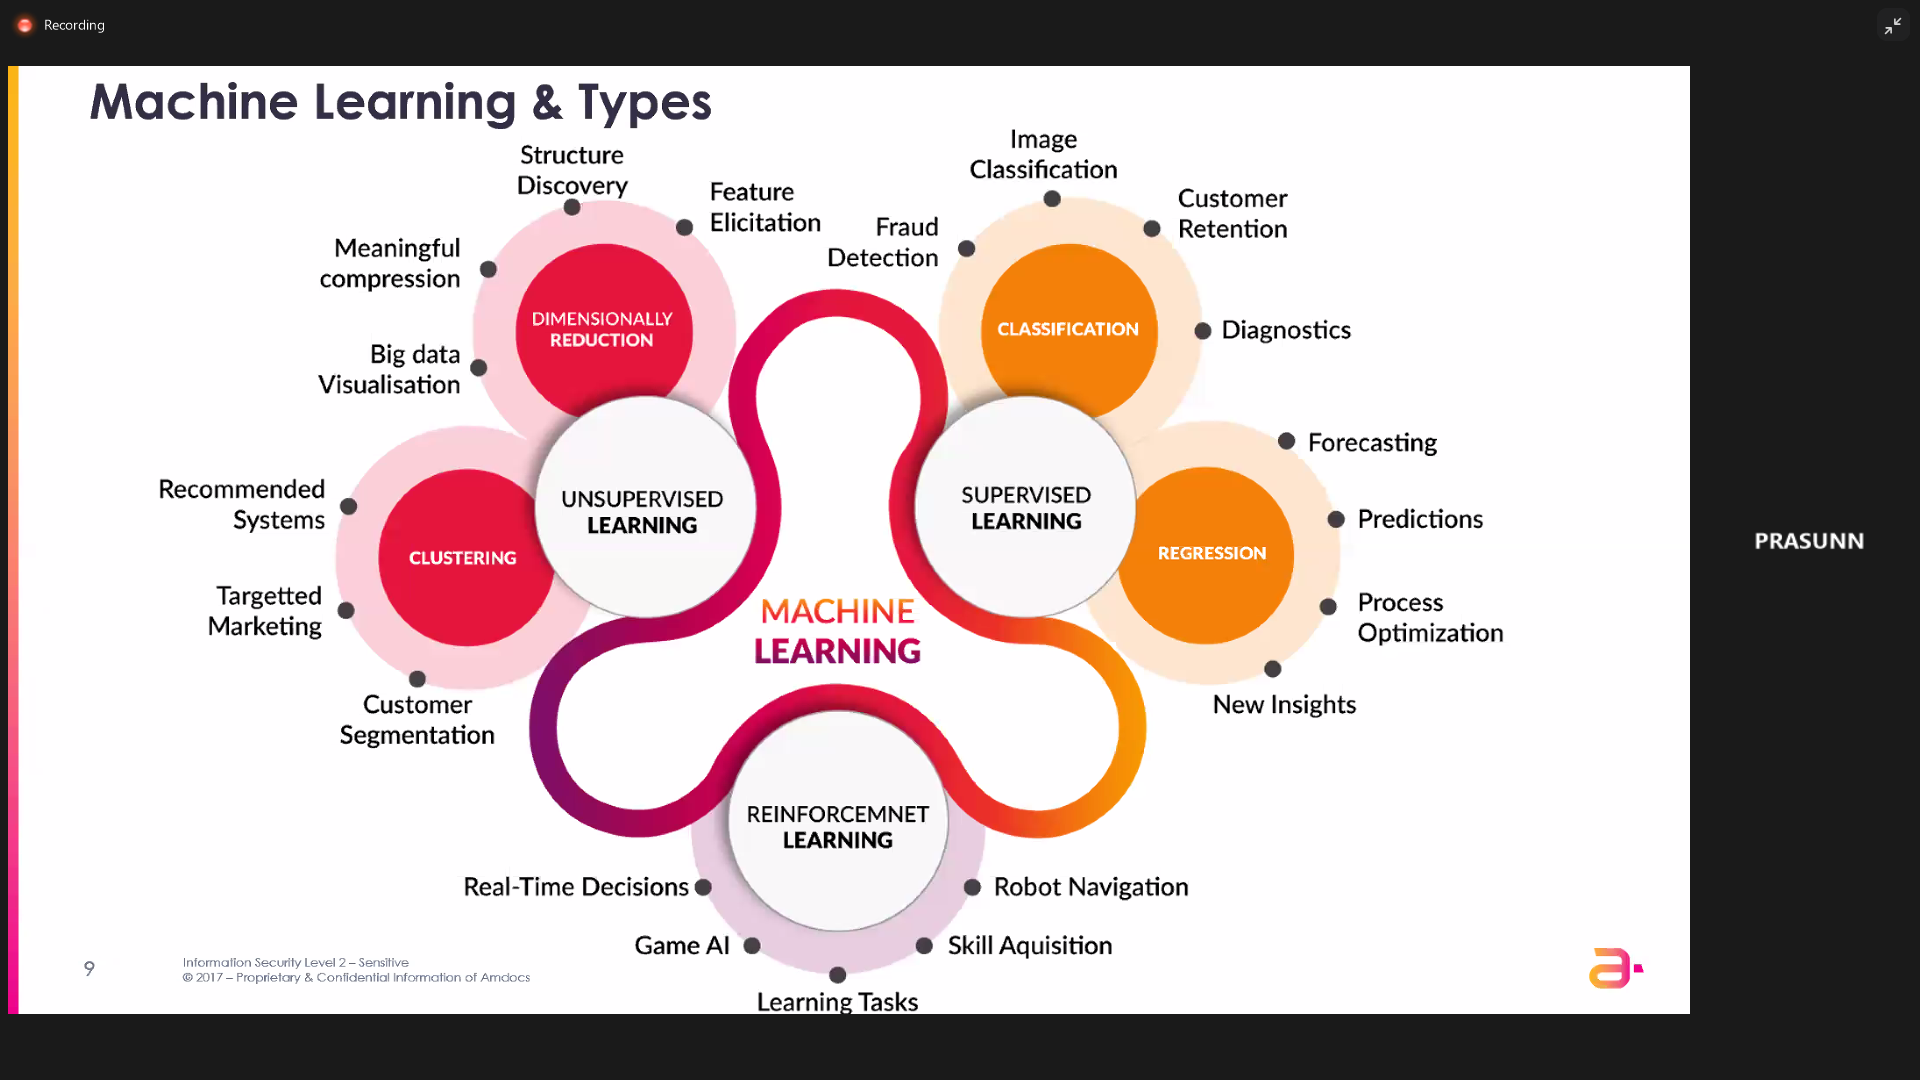 Recording
Machine Learning & Types
Structure
Discovery
Feature
Elicitation
Meaningful
compression
Big data
Visualisation
DIMENSIONALLY
REDUCTION
Image
Classification
Customer
Retention
Fraud
Detection
CLASSIFICATION
Diagnostics
Recommended
Systems
Targetted
Marketing
Customer
Segmentation
CLUSTERING
UNSUPERVISED
LEARNING
SUPERVISED
LEARNING
REGRESSION
Forecasting
Predictions
Process
Optimization
New Insights
PRASUNN
MACHINE
LEARNING
REINFORCEMNET
LEARNING
Real-Time Decisions
Robot Navigation
Game AI
Skill Aquisition
Learning Tasks
9
Information Security Level 2 – Sensitive
© 2017 – Proprietary & Confidential Information of Amdocs
a